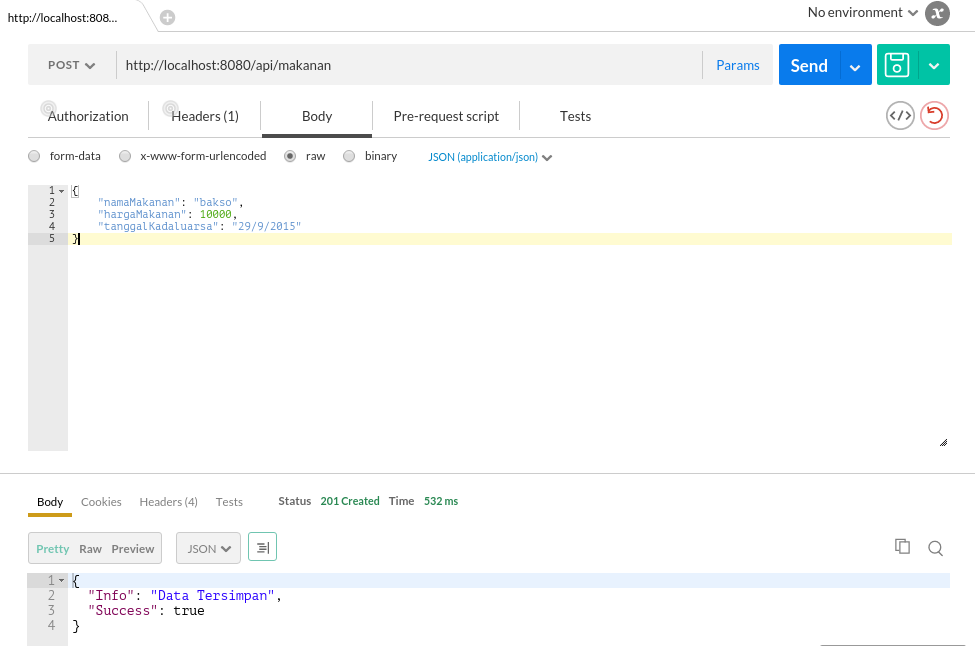 http://localhost:808...
No environment
POST http://localhost:8080/api/makanan Params Send
Authorization Headers (1) Body Pre-request script Tests
form-data x-www-form-urlencoded raw binary JSON (application/json)
1 {
2 "namaMakanan": "bakso",
3 "hargaMakanan": 10000,
4 "tanggalKadaluarsa": "29/9/2015"
5 }
Body Cookies Headers (4) Tests Status 201 Created Time 532 ms
Pretty Raw Preview JSON
1 {
2 "Info": "Data Tersimpan",
3 "Success": true
4 }